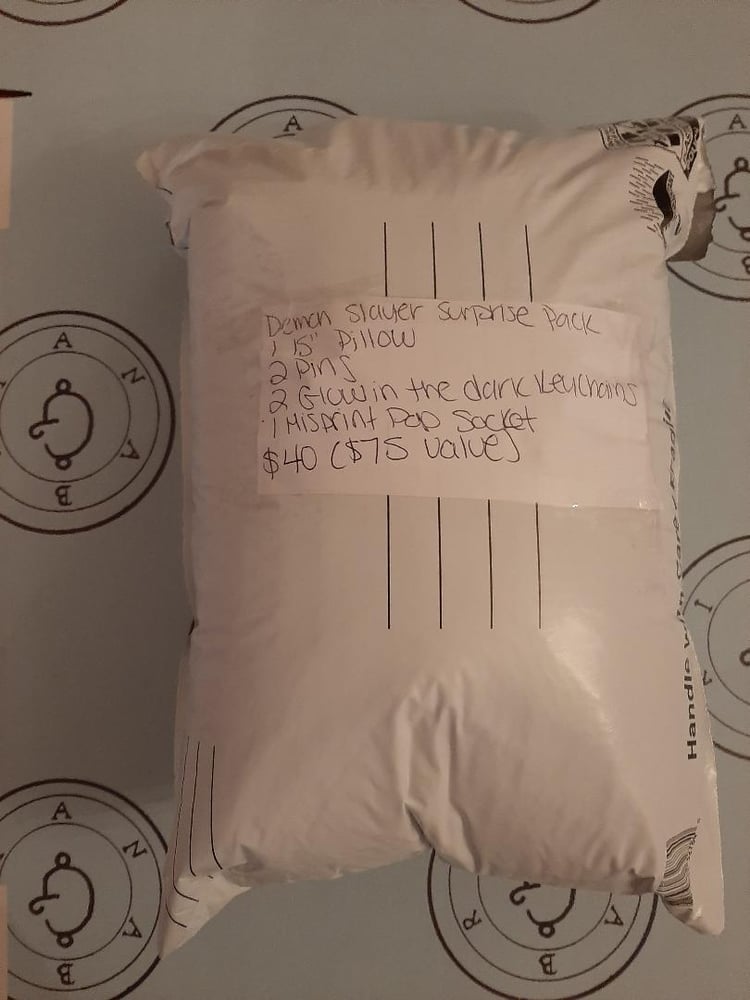 Demon Slayer Surprise Pack
1 15" Pillow
2 Pins
2 Glow in the dark Keychains
1 Misprint Pop Socket
$40 ($75 value)
Handle